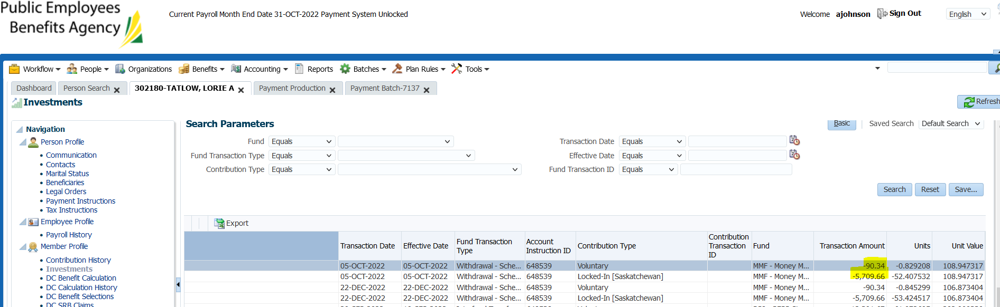 Public Employees
Benefits Agency
Current Payroll Month End Date 31-OCT-2022 Payment System Unlocked
Welcome ajohnson Sign Out English
Workflow People Organizations Benefits Accounting Reports Batches Plan Rules Tools
Dashboard Person Search 302180-TATLOW, LORIE A Payment Production Payment Batch-7137
Investments
Refresh
Navigation
Person Profile
Communication
Contacts
Marital Status
Beneficiaries
Legal Orders
Payment Instructions
Tax Instructions
Employee Profile
Payroll History
Member Profile
Contribution History
Investments
DC Benefit Calculation
DC Calculation History
DC Benefit Selections
DC SRB Claims
Search Parameters
Basic Saved Search Default Search
Fund Equals Transaction Date Equals
Fund Transaction Type Equals Effective Date Equals
Contribution Type Equals Fund Transaction ID Equals
Search Reset Save...
Export
Transaction Date Effective Date Fund Transaction Type Account Instruction ID Contribution Type Contribution Transaction ID Fund Transaction Amount Units Unit Value
05-OCT-2022 05-OCT-2022 Withdrawal - Sche... 648539 Voluntary MMF - Money M... -90.34 -0.829208 108.947317
05-OCT-2022 05-OCT-2022 Withdrawal - Sche... 648539 Locked-In [Saskatchewan] MMF - Money M... -5,709.66 -52.407532 108.947317
22-DEC-2022 22-DEC-2022 Withdrawal - Sche... 648539 Voluntary MMF - Money M... -90.34 -0.845299 106.873404
22-DEC-2022 22-DEC-2022 Withdrawal - Sche... 648539 Locked-In [Saskatchewan] MMF - Money M... -5,709.66 -53.424517 106.873404